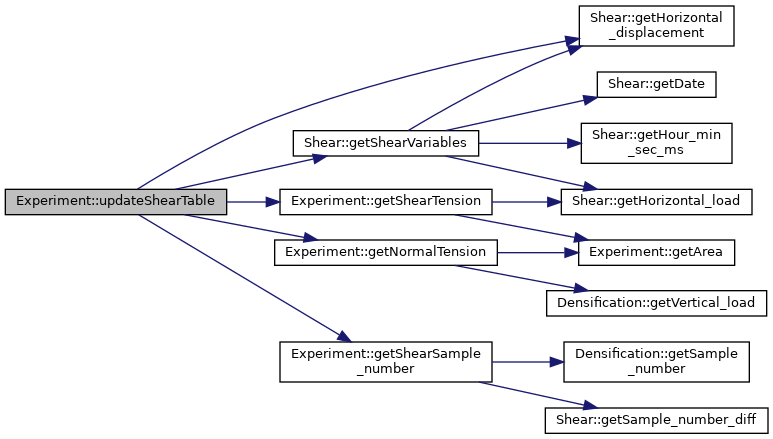 Experiment::updateShearTable
Shear::getHorizontal
_displacement
Shear::getShearVariables
Shear::getDate
Shear::getHour_min
_sec_ms
Shear::getHorizontal_load
Experiment::getShearTension
Experiment::getArea
Experiment::getNormalTension
Densification::getVertical_load
Experiment::getShearSample
_number
Densification::getSample
_number
Shear::getSample_number_diff